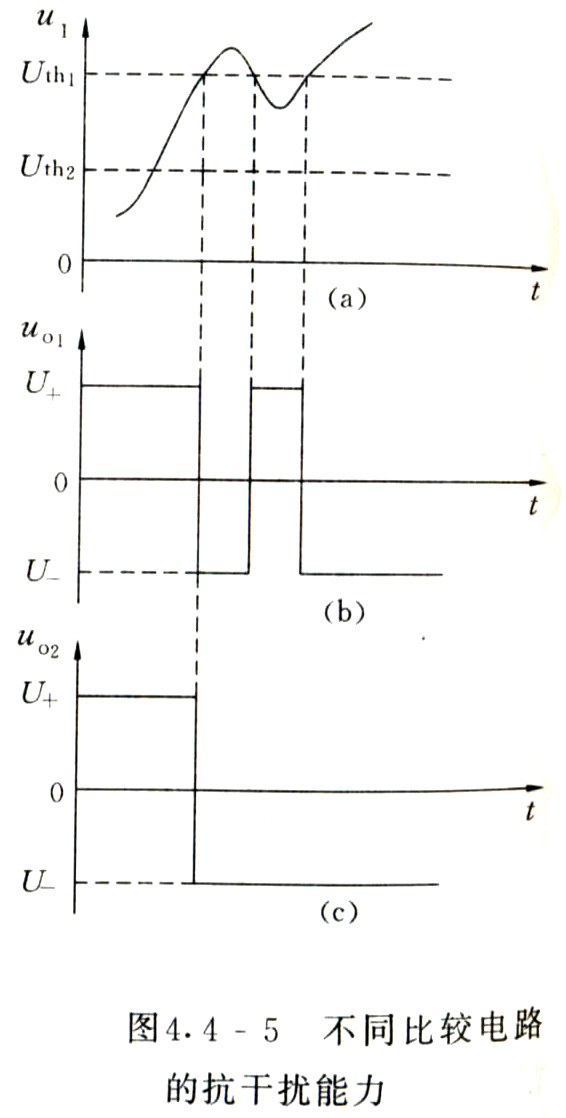 u₁
Uth₁
Uth₂
0
t
(a)
uo₁
U₊
0
t
U₋
(b)
uo₂
U₊
0
t
U₋
(c)
图4.4-5 不同比较电路
的抗干扰能力